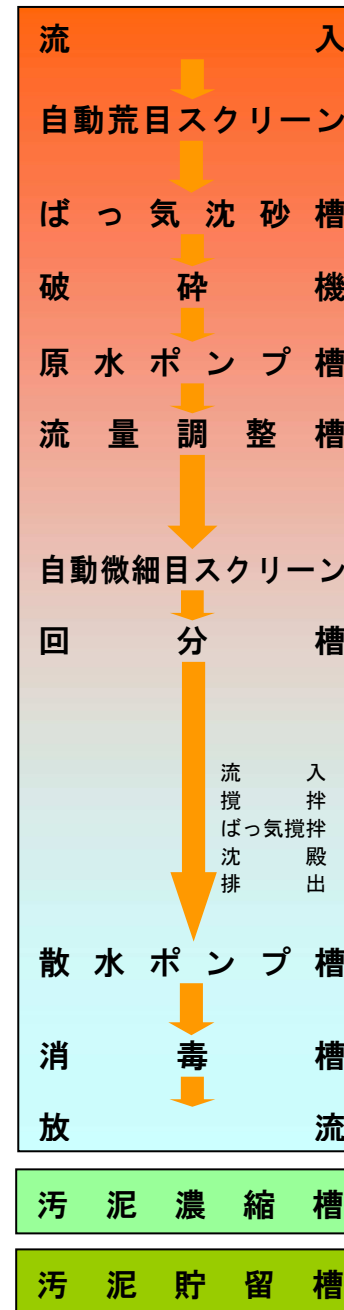 流入
自動荒目スクリーン
ばっ気沈砂槽
破砕機
原水ポンプ槽
流量調整槽
自動微細目スクリーン
回分槽
流入
撹拌
ばっ気撹拌
沈殿
排出
散水ポンプ槽
消毒槽
放流
汚泥濃縮槽
汚泥貯留槽